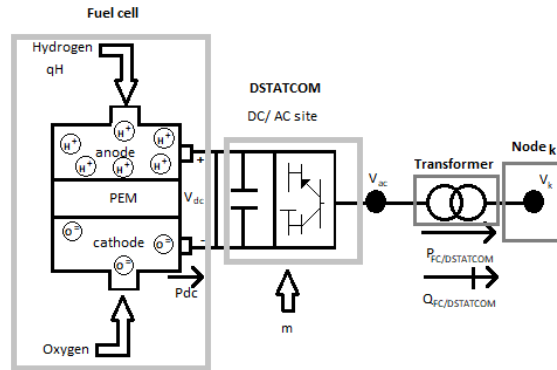 Fuel cell
Hydrogen
qH
DSTATCOM
DC/ AC site
H+
H+
H+
H+
H+
H+
H+
anode
+
PEM
Vdc
Vac
Transformer
Node k
Vk
O=
cathode
O=
-
Pdc
PFC/DSTATCOM
QFC/DSTATCOM
m
Oxygen